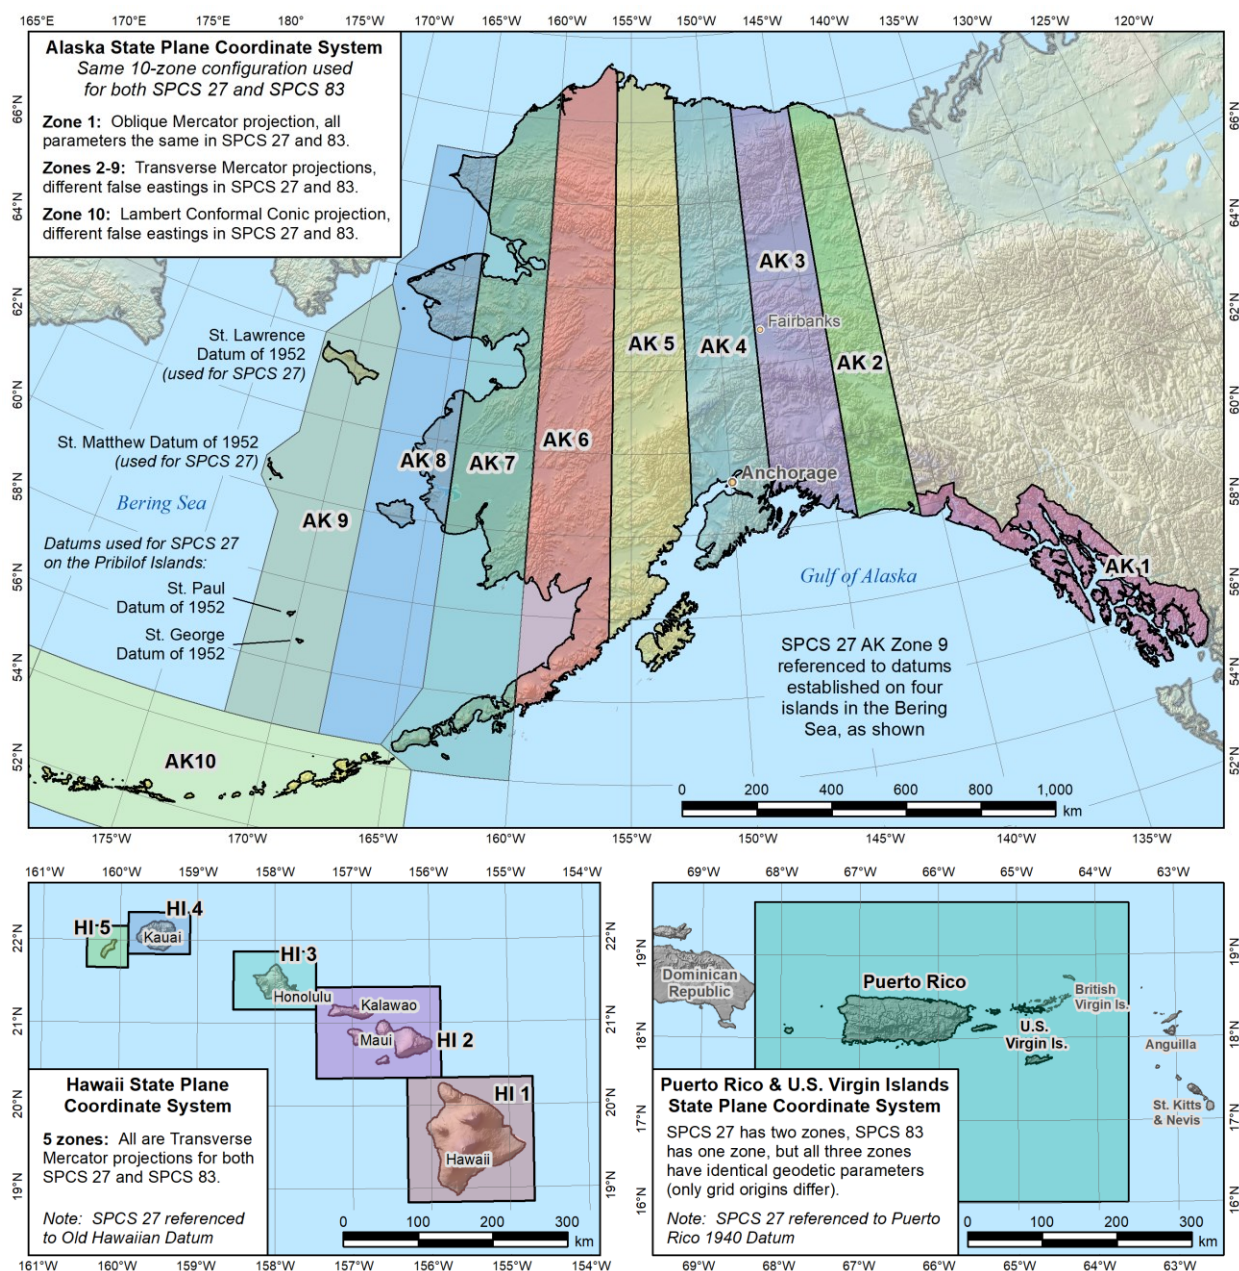 175°W 180° 175°W 170°W 165°W 160°W 155°W 150°W 145°W 140°W 135°W 130°W 125°W 120°W
Alaska State Plane Coordinate System
Same 10-zone configuration used
for both SPCS 27 and SPCS 83
Zone 1: Oblique Mercator projection, all
parameters the same in SPCS 27 and 83.
Zones 2-9: Transverse Mercator projections,
different false eastings in SPCS 27 and 83.
Zone 10: Lambert Conformal Conic projection,
different false eastings in SPCS 27 and 83.
66°N
64°N
62°N
60°N
58°N
56°N
54°N
52°N
66°N
64°N
62°N
60°N
58°N
56°N
54°N
52°N
AK 3
Fairbanks
AK 5
AK 4
AK 2
St. Lawrence
Datum of 1952
(used for SPCS 27)
St. Matthew Datum of 1952
(used for SPCS 27)
AK 6
AK 8
AK 7
Anchorage
Bering Sea
AK 9
Datums used for SPCS 27
on the Pribilof Islands:
St. Paul
Datum of 1952
St. George
Datum of 1952
Gulf of Alaska
AK 1
SPCS 27 AK Zone 9
referenced to datums
established on four
islands in the Bering
Sea, as shown
AK10
0 200 400 600 800 1,000
km
175°W 170°W 165°W 160°W 155°W 150°W 145°W 140°W 135°W
161°W 160°W 159°W 158°W 157°W 156°W 155°W 154°W
22°N
21°N
20°N
19°N
22°N
21°N
20°N
19°N
HI 4
HI 5
Kauai
HI 3
Honolulu
Kalawao
Maui
HI 2
HI 1
Hawaii
Hawaii State Plane
Coordinate System
5 zones: All are Transverse
Mercator projections for both
SPCS 27 and SPCS 83.
Note: SPCS 27 referenced
to Old Hawaiian Datum
0 100 200 300
km
161°W 160°W 159°W 158°W 157°W 156°W 155°W 154°W
69°W 68°W 67°W 66°W 65°W 64°W 63°W
19°N
18°N
17°N
16°N
19°N
18°N
17°N
16°N
Dominican
Republic
Puerto Rico
British
Virgin Is.
U.S.
Virgin Is.
Anguilla
St. Kitts
& Nevis
Puerto Rico & U.S. Virgin Islands
State Plane Coordinate System
SPCS 27 has two zones, SPCS 83
has one zone, but all three zones
have identical geodetic parameters
(only grid origins differ).
Note: SPCS 27 referenced to Puerto
Rico 1940 Datum
0 100 200 300
km
69°W 68°W 67°W 66°W 65°W 64°W 63°W